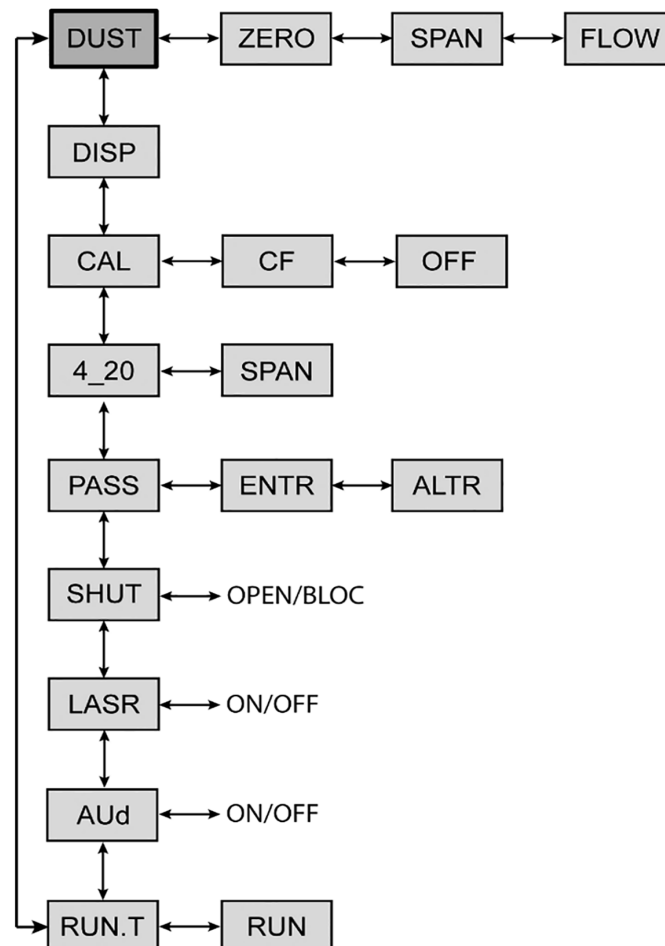 DUST ZERO SPAN FLOW
DISP
CAL CF OFF
4_20 SPAN
PASS ENTR ALTR
SHUT OPEN/BLOC
LASR ON/OFF
AUd ON/OFF
RUN.T RUN